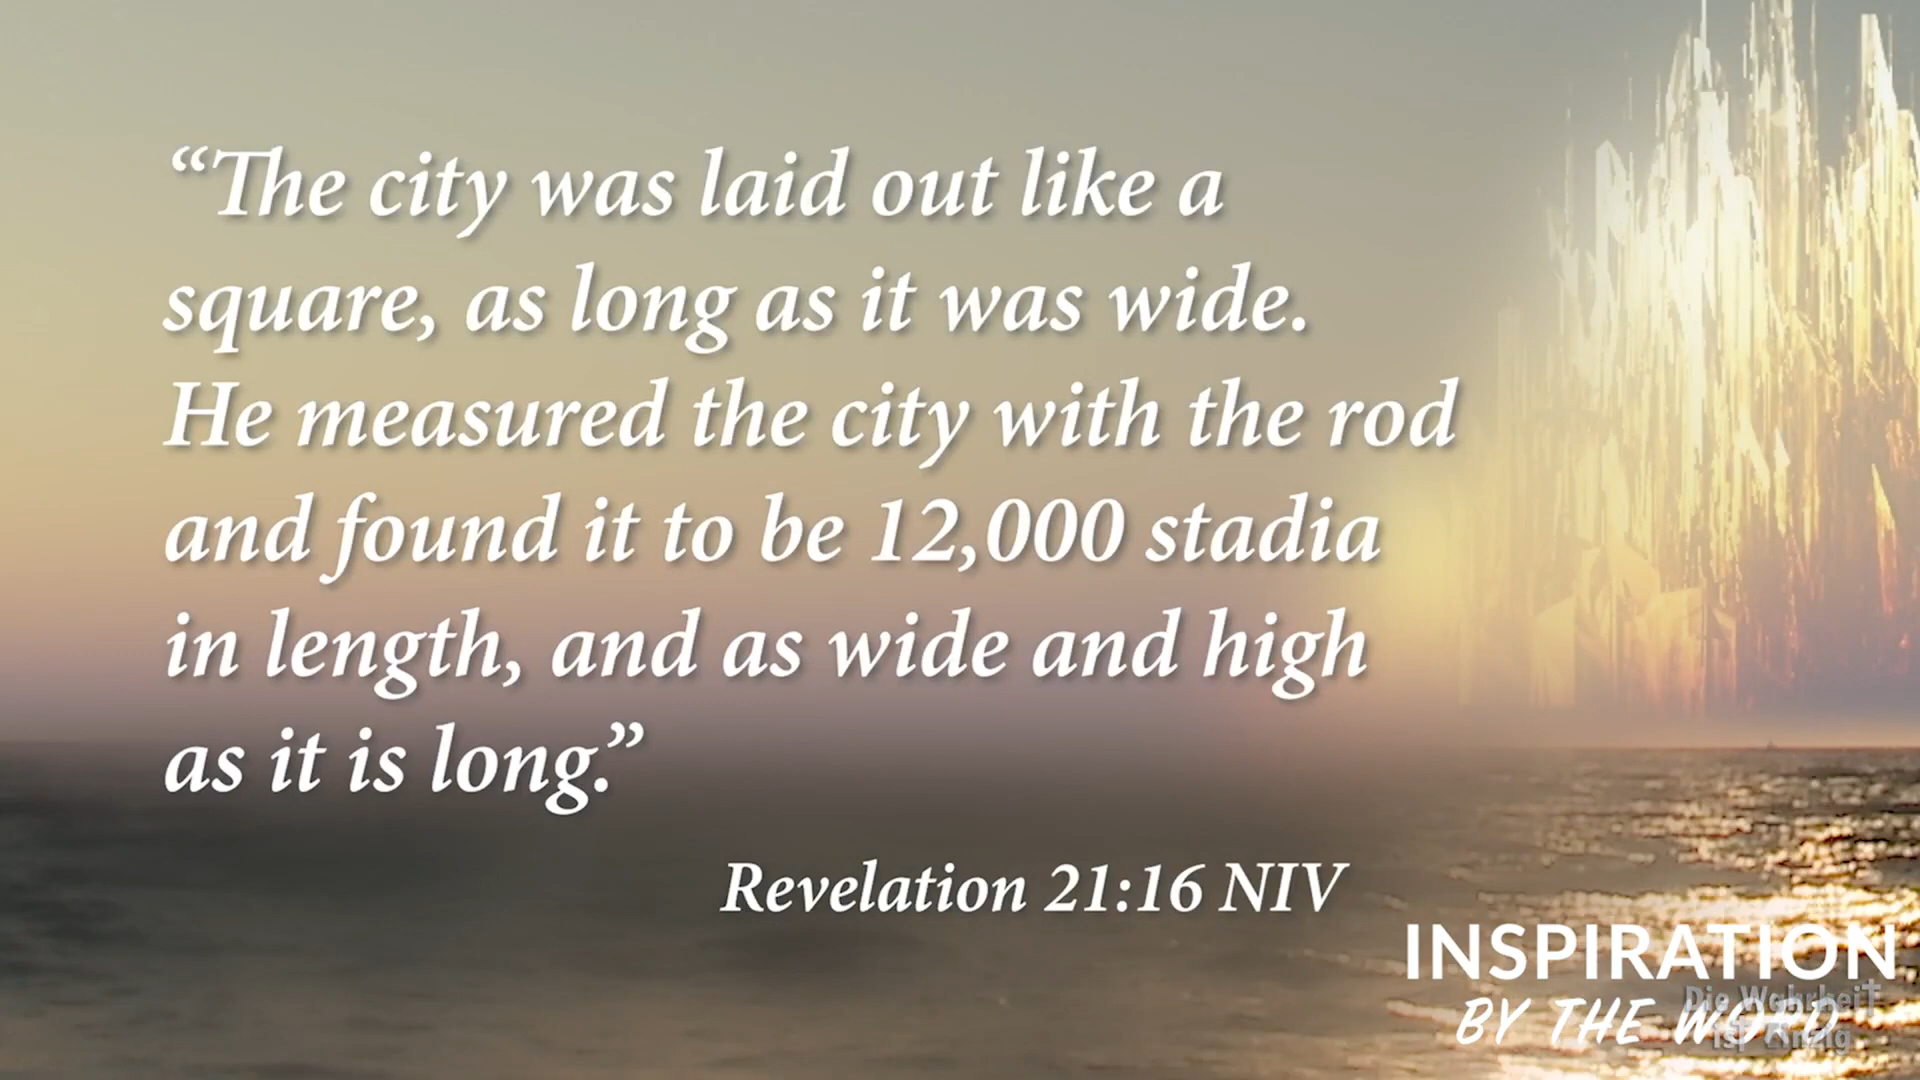 “The city was laid out like a
square, as long as it was wide.
He measured the city with the rod
and found it to be 12,000 stadia
in length, and as wide and high
as it is long.”
Revelation 21:16 NIV
INSPIRATION
BY THE WORD
Die Wahrheit
ist einzig